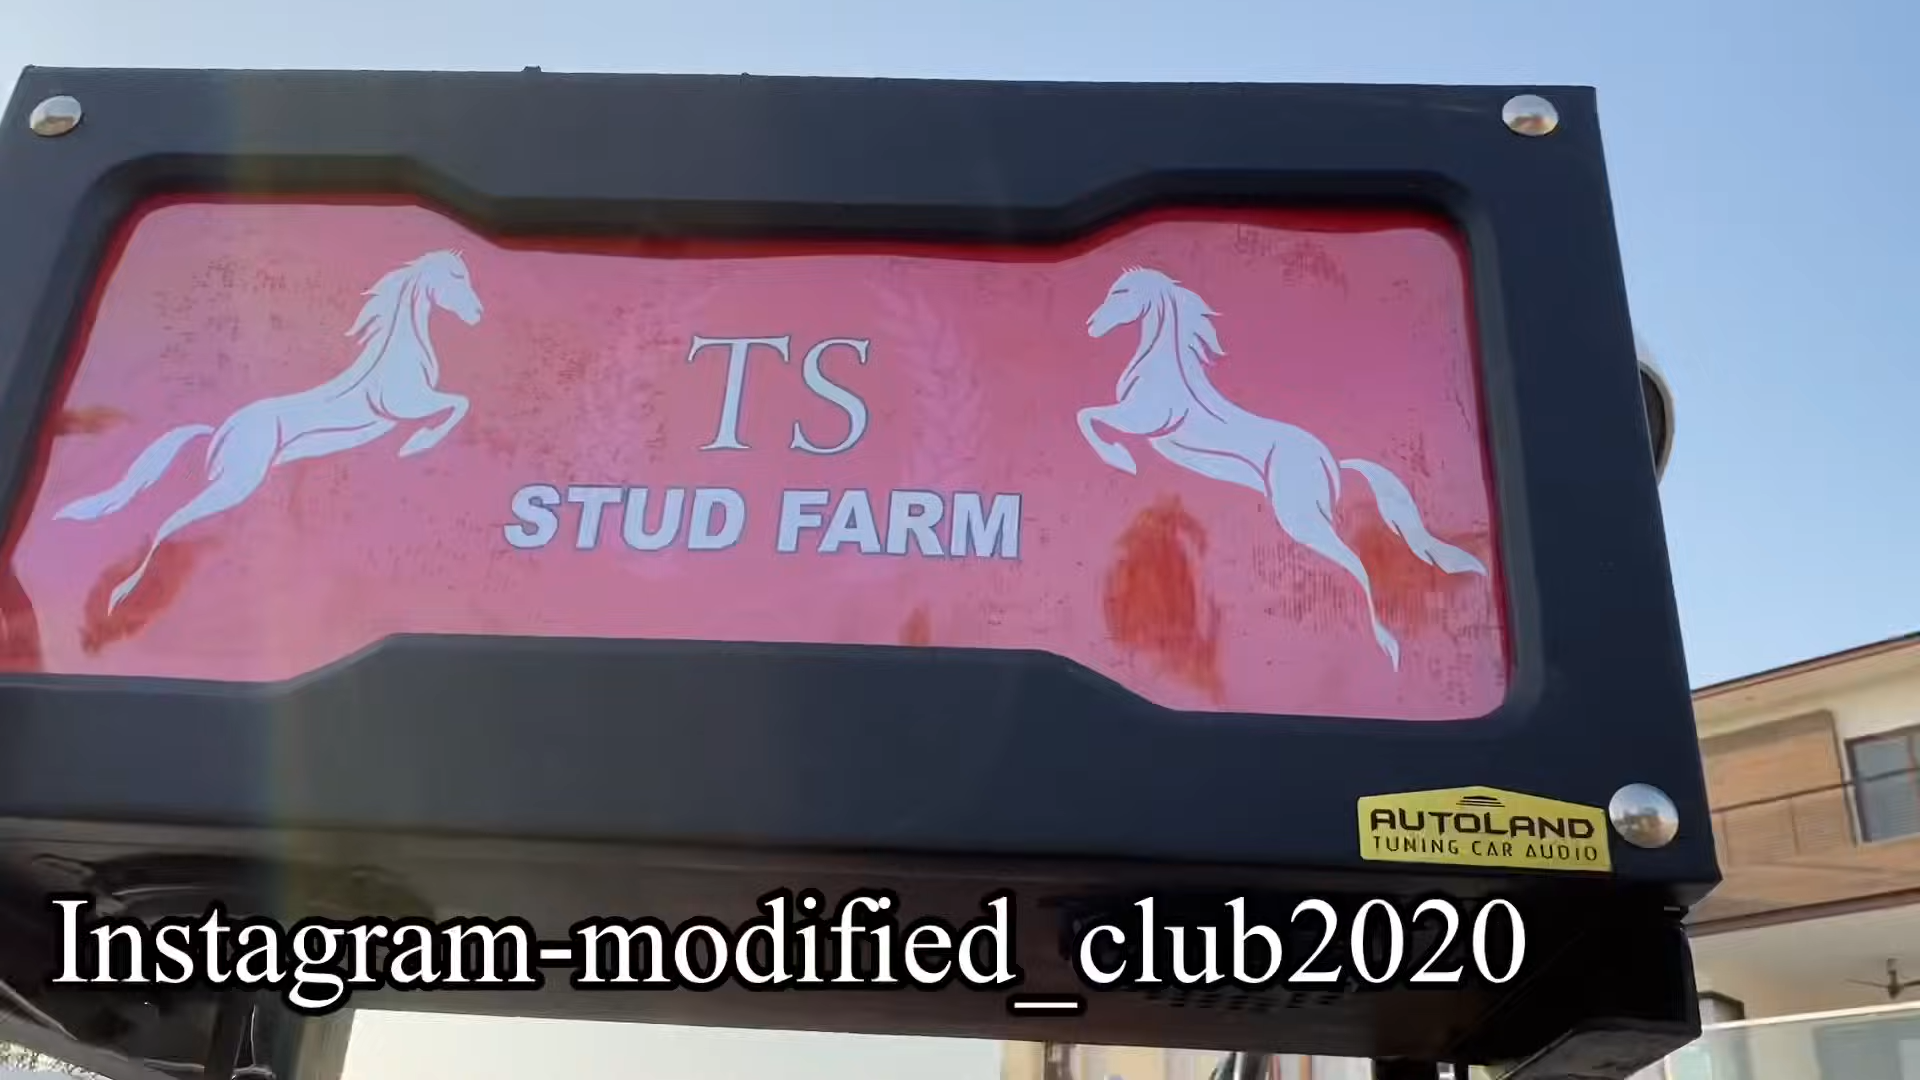 TS
STUD FARM
AUTOLAND
TUNING CAR AUDIO
Instagram-modified_club2020